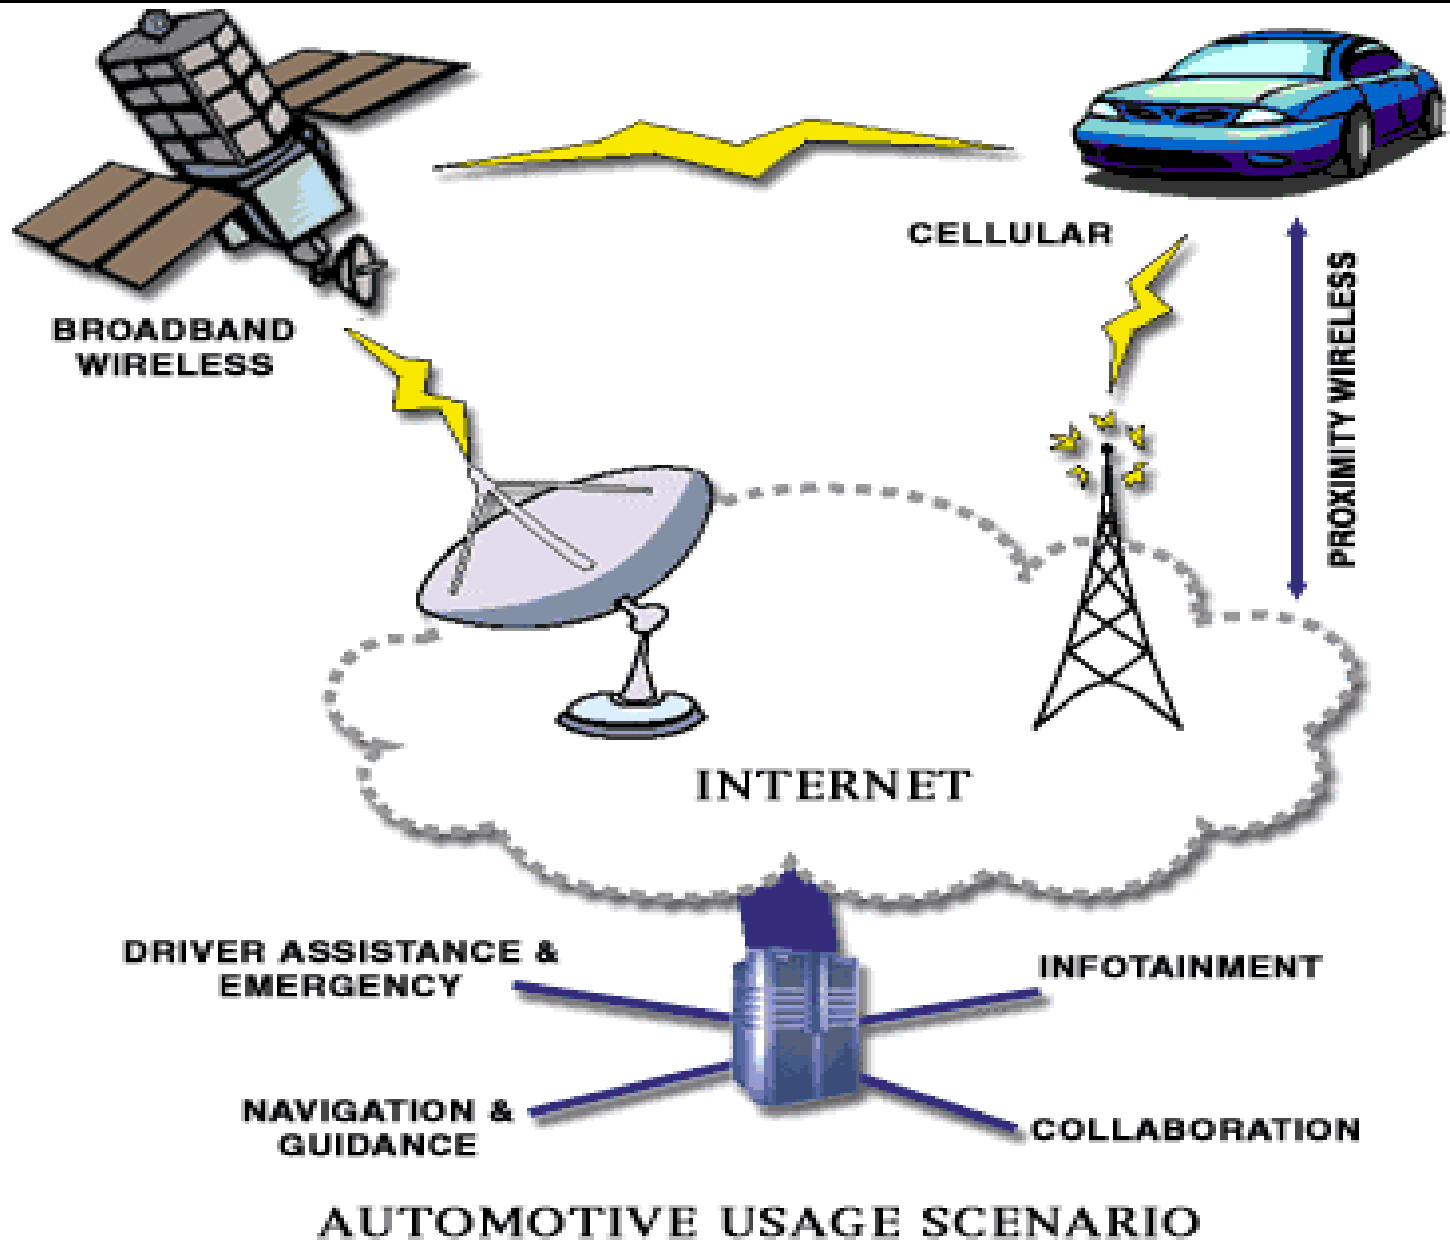 CELLULAR
BROADBAND
WIRELESS
PROXIMITY WIRELESS
INTERNET
DRIVER ASSISTANCE &
EMERGENCY
INFOTAINMENT
NAVIGATION &
GUIDANCE
COLLABORATION
AUTOMOTIVE USAGE SCENARIO